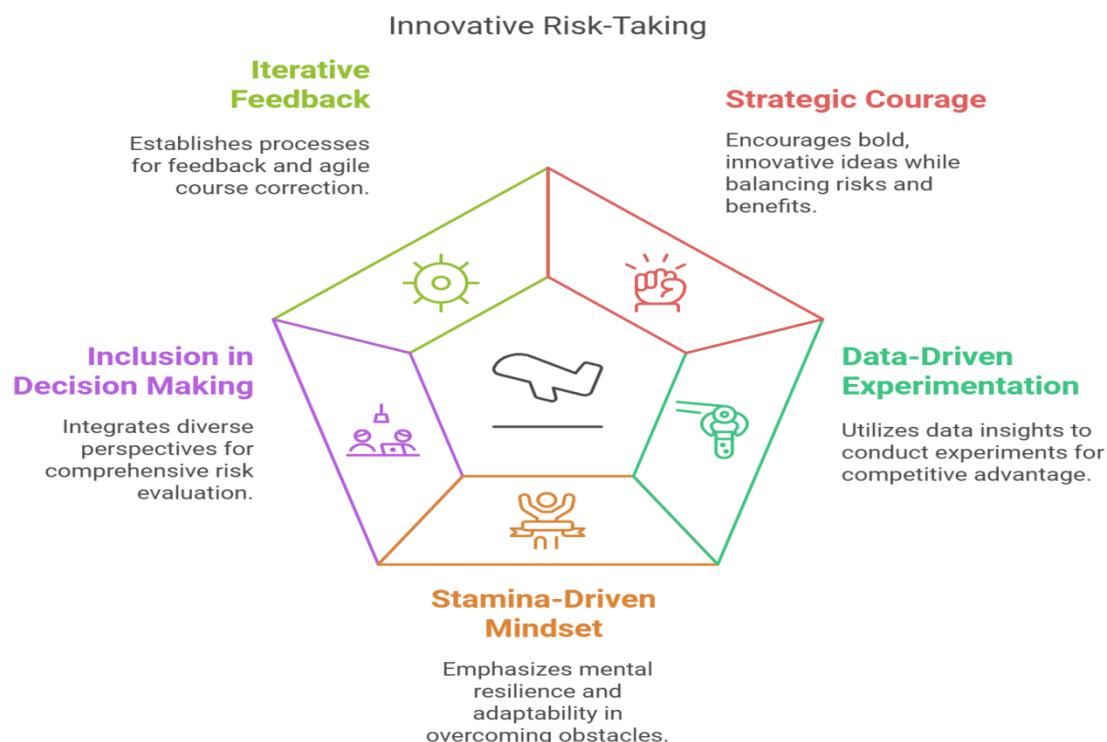 Innovative Risk-Taking
Iterative
Feedback
Establishes processes
for feedback and agile
course correction.
Strategic Courage
Encourages bold,
innovative ideas while
balancing risks and
benefits.
Inclusion in
Decision Making
Integrates diverse
perspectives for
comprehensive risk
evaluation.
Data-Driven
Experimentation
Utilizes data insights to
conduct experiments for
competitive advantage.
Stamina-Driven
Mindset
Emphasizes mental
resilience and
adaptability in
overcoming obstacles.